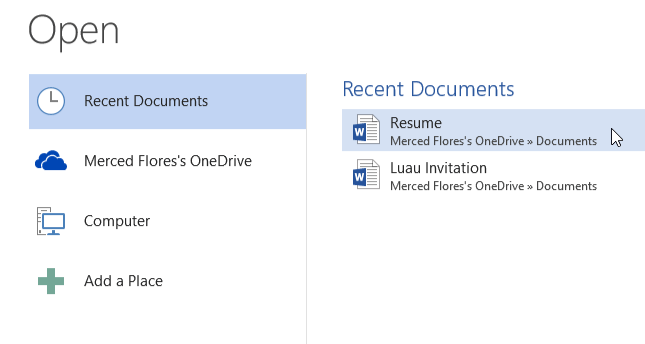 Open
Recent Documents
Merced Flores's OneDrive
Computer
Add a Place
Recent Documents
Resume
Merced Flores's OneDrive » Documents
Luau Invitation
Merced Flores's OneDrive » Documents